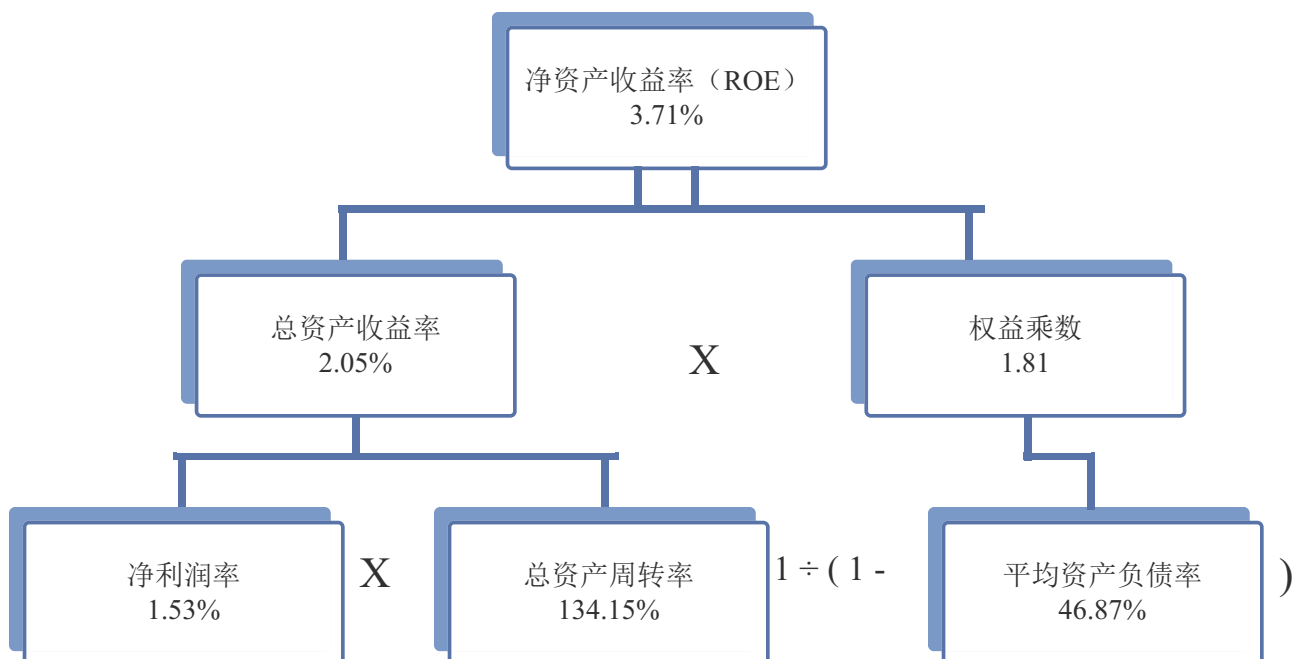 净资产收益率（ROE）
3.71%
总资产收益率
2.05%
X
权益乘数
1.81
净利润率
1.53%
X
总资产周转率
134.15%
1 ÷ ( 1 -
平均资产负债率
46.87%
)